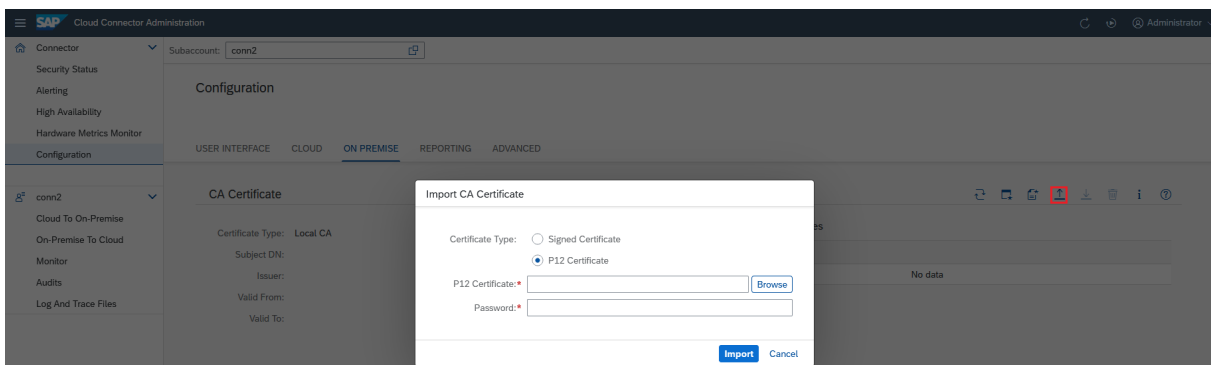 SAP Cloud Connector Administration
Administrator
Connector
Subaccount: conn2
Security Status
Alerting
High Availability
Hardware Metrics Monitor
Configuration
conn2
Cloud To On-Premise
On-Premise To Cloud
Monitor
Audits
Log And Trace Files
Configuration
USER INTERFACE CLOUD ON PREMISE REPORTING ADVANCED
CA Certificate
Certificate Type: Local CA
Subject DN:
Issuer:
Valid From:
Valid To:
es
No data
Import CA Certificate
Certificate Type: Signed Certificate
P12 Certificate
P12 Certificate:* Browse
Password:*
Import Cancel